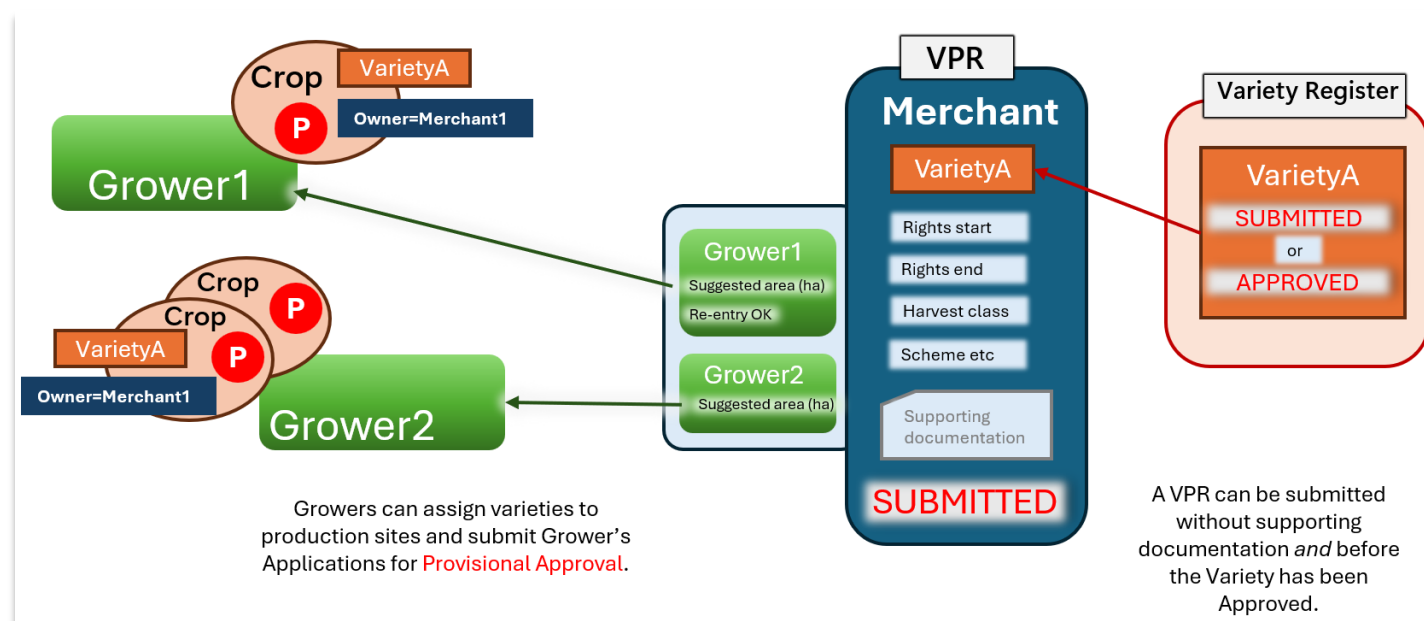 Crop
VarietyA
P
Owner=Merchant1
Grower1
Crop
P
Crop
VarietyA
P
Owner=Merchant1
Grower2
Growers can assign varieties to
production sites and submit Grower’s
Applications for Provisional Approval.
Grower1
Suggested area (ha)
Re-entry OK
Grower2
Suggested area (ha)
VPR
Merchant
VarietyA
Rights start
Rights end
Harvest class
Scheme etc
Supporting
documentation
SUBMITTED
Variety Register
VarietyA
SUBMITTED
or
APPROVED
A VPR can be submitted
without supporting
documentation and before
the Variety has been
Approved.